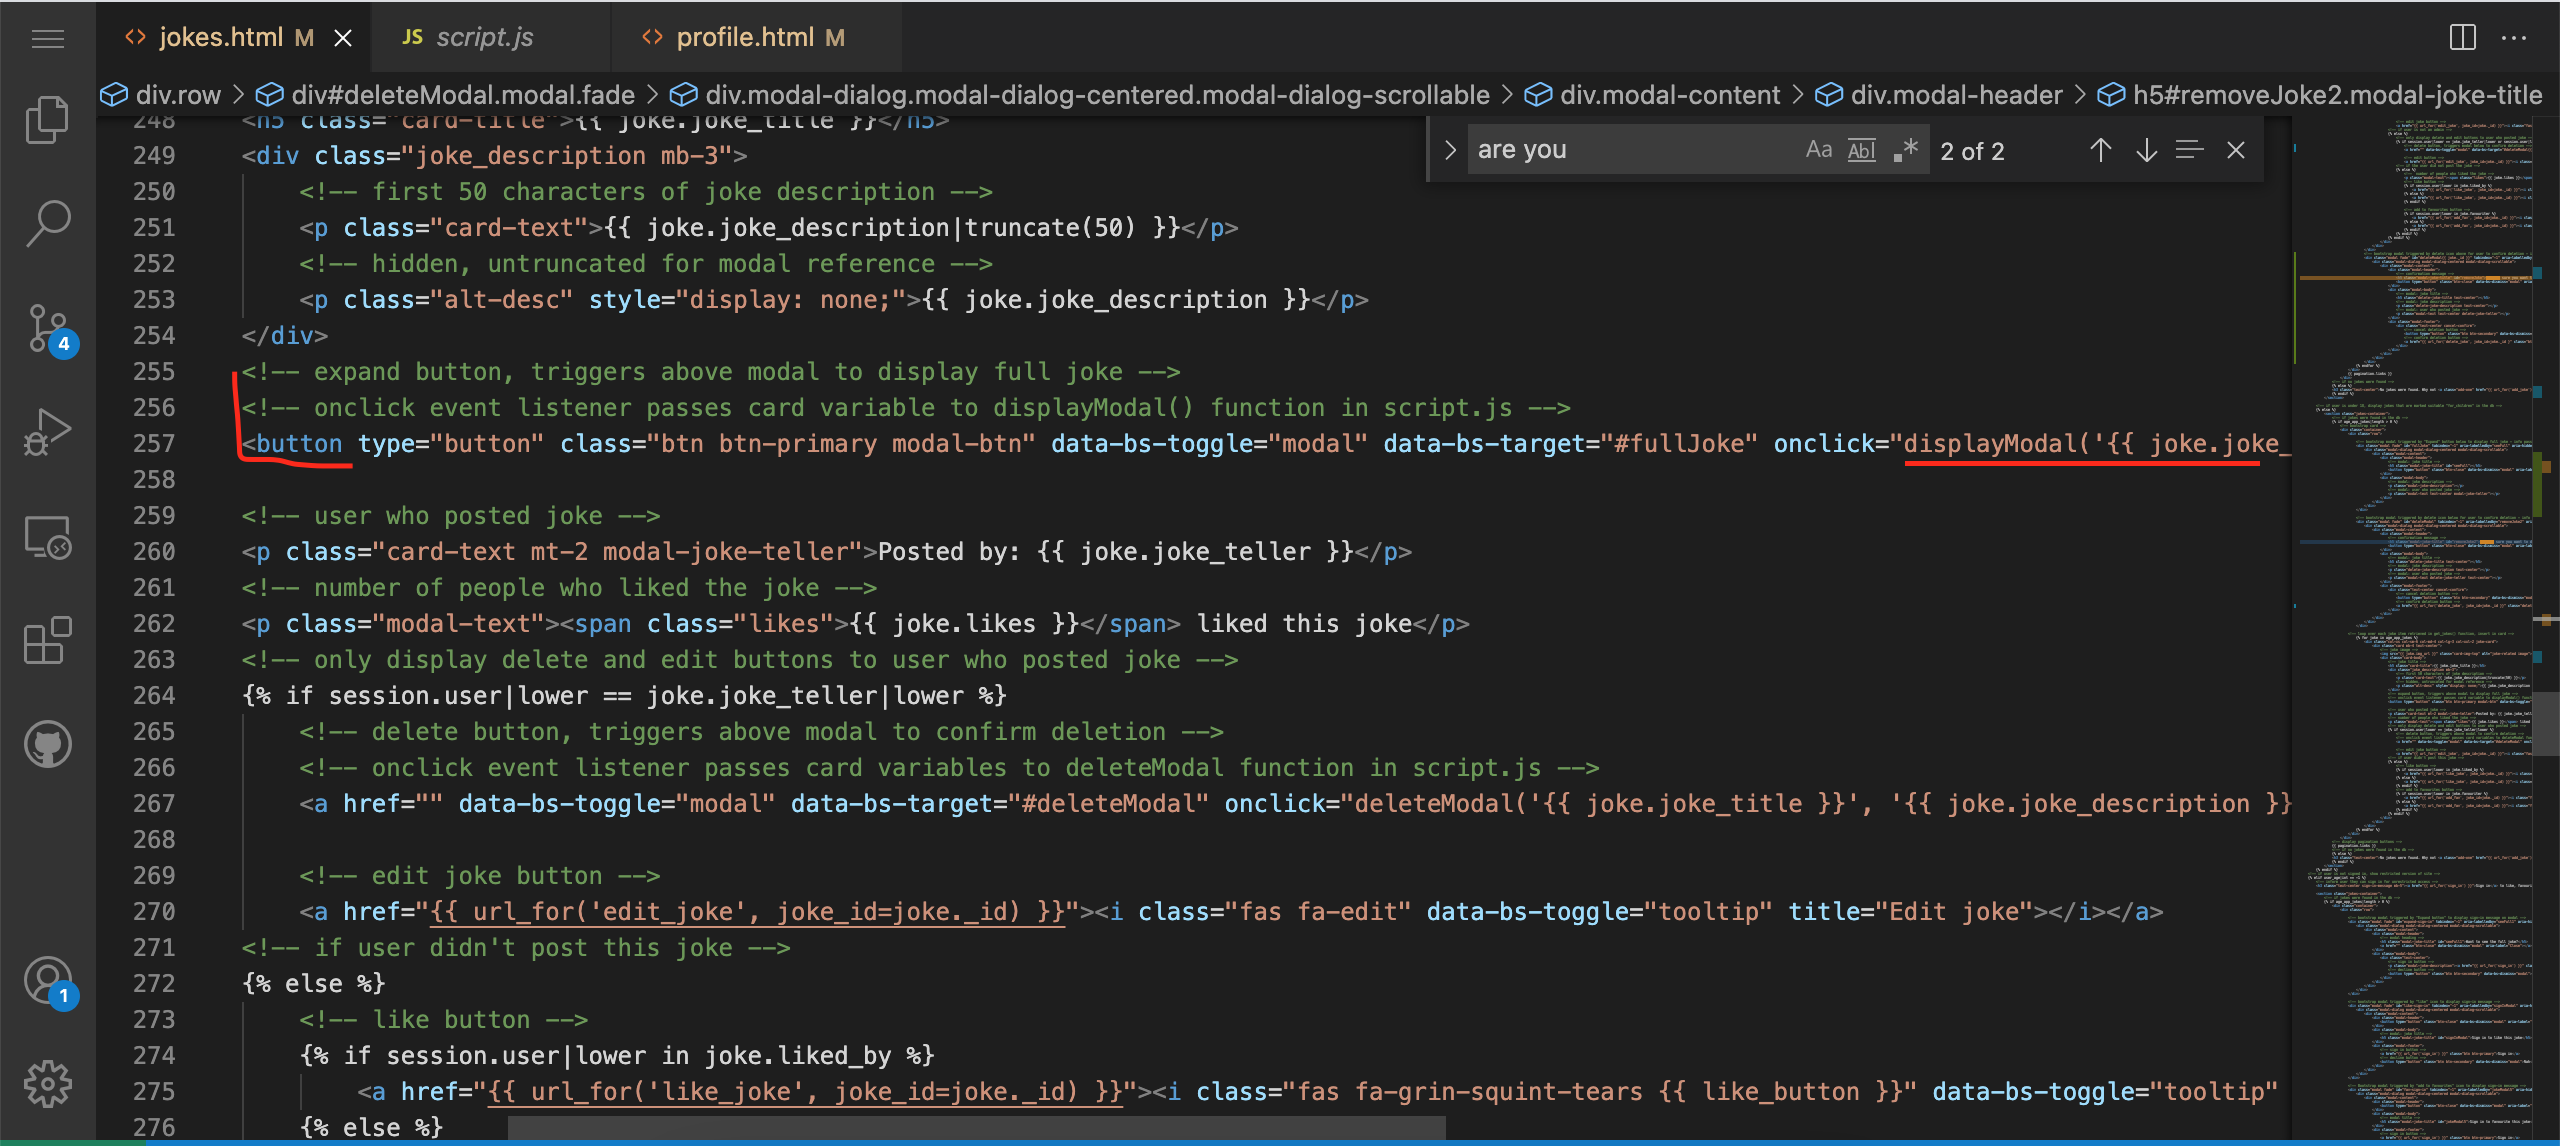 jokes.html M
JS script.js
profile.html M
div.row > div#deleteModal.modal.fade > div.modal-dialog.modal-dialog-centered.modal-dialog-scrollable > div.modal-content > div.modal-header > h5#removeJoke2.modal-joke-title
are you Aa Abl .* 2 of 2
248 <h5 class="card-title">{{ joke.joke_title }}</h5>
249 <div class="joke_description mb-3">
250 <!-- first 50 characters of joke description -->
251 <p class="card-text">{{ joke.joke_description|truncate(50) }}</p>
252 <!-- hidden, untruncated for modal reference -->
253 <p class="alt-desc" style="display: none;">{{ joke.joke_description }}</p>
254 </div>
255 <!-- expand button, triggers above modal to display full joke -->
256 <!-- onclick event listener passes card variable to displayModal() function in script.js -->
257 <button type="button" class="btn btn-primary modal-btn" data-bs-toggle="modal" data-bs-target="#fullJoke" onclick="displayModal('{{ joke.joke_
258
259 <!-- user who posted joke -->
260 <p class="card-text mt-2 modal-joke-teller">Posted by: {{ joke.joke_teller }}</p>
261 <!-- number of people who liked the joke -->
262 <p class="modal-text"><span class="likes">{{ joke.likes }}</span> liked this joke</p>
263 <!-- only display delete and edit buttons to user who posted joke -->
264 {% if session.user|lower == joke.joke_teller|lower %}
265 <!-- delete button, triggers above modal to confirm deletion -->
266 <!-- onclick event listener passes card variables to deleteModal function in script.js -->
267 <a href="" data-bs-toggle="modal" data-bs-target="#deleteModal" onclick="deleteModal('{{ joke.joke_title }}', '{{ joke.joke_description }}
268
269 <!-- edit joke button -->
270 <a href="{{ url_for('edit_joke', joke_id=joke._id) }}"><i class="fas fa-edit" data-bs-toggle="tooltip" title="Edit joke"></i></a>
271 <!-- if user didn't post this joke -->
272 {% else %}
273 <!-- like button -->
274 {% if session.user|lower in joke.liked_by %}
275 <a href="{{ url_for('like_joke', joke_id=joke._id) }}"><i class="fas fa-grin-squint-tears {{ like_button }}" data-bs-toggle="tooltip"
276 {% else %}
4
1